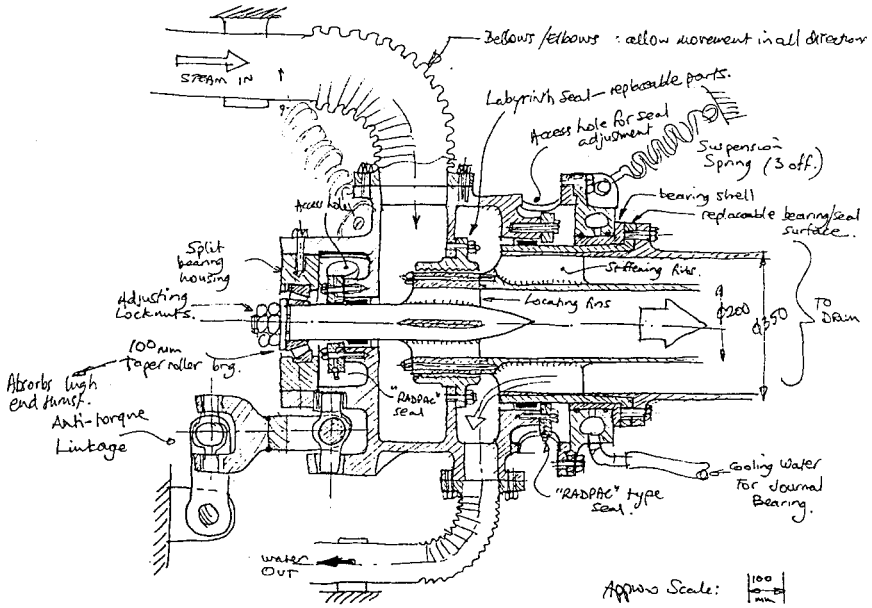 Bellows/Elbows : allow movement in all direction
STEAM IN
Labyrinth seal - replaceable parts.
Access hole for seal
adjustment
Suspension
Spring (3 off.)
bearing shell
replaceable bearing/seal
surface.
Access hole
Split
bearing
housing
Stiffening Ribs.
Locating fins
Adjusting
Locknuts.
φ200
φ350
TO
DRAIN
100mm
Taper roller brg.
Absorbs high
end thrust.
"RADPAC"
seal
Anti-torque
Linkage
Cooling Water
For Journal
Bearing.
"RADPAC" type
seal.
Water
OUT
Approx Scale:
100
mm